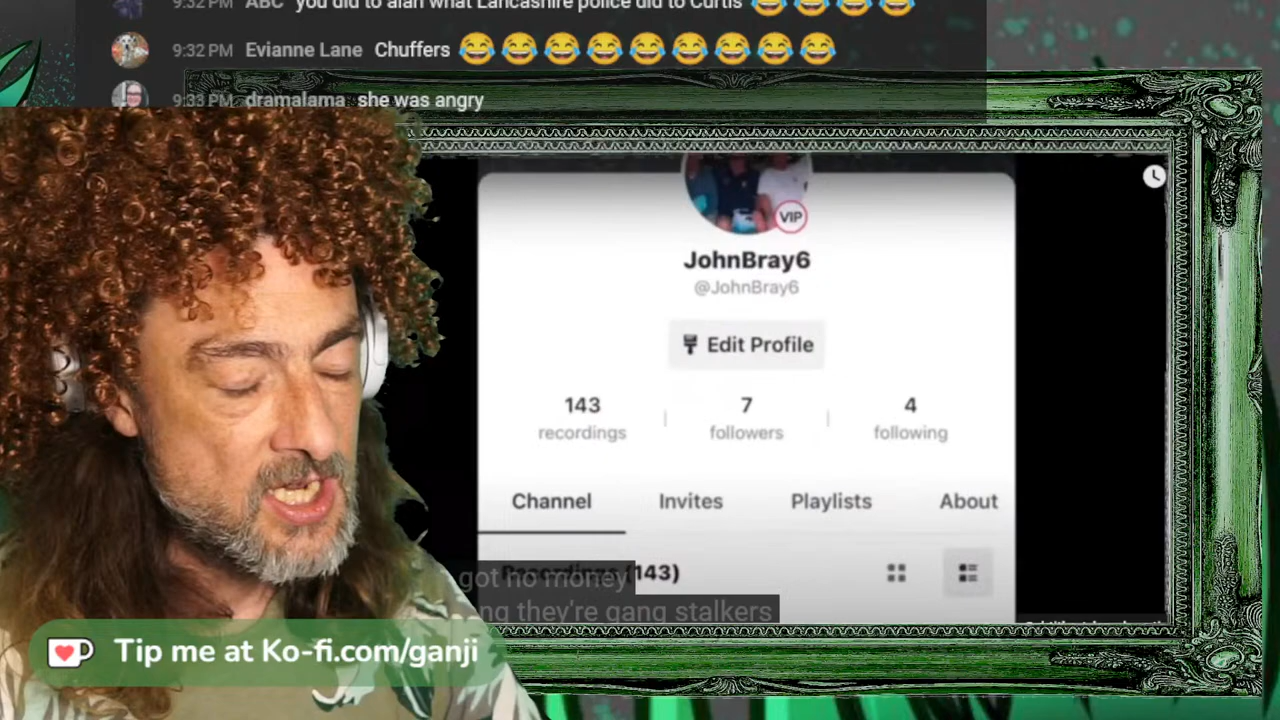 9:32 PM ABC you did to alan what Lancashire police did to Curtis 😂😂😂😂
9:32 PM Evianne Lane Chuffers 😂😂😂😂😂😂😂😂😂
9:33 PM dramalama she was angry
VIP
JohnBray6
@JohnBray6
Edit Profile
143 7 4
recordings followers following
Channel Invites Playlists About
Recordings (143)
got no money
they're gang stalkers
Tip me at Ko-fi.com/ganji